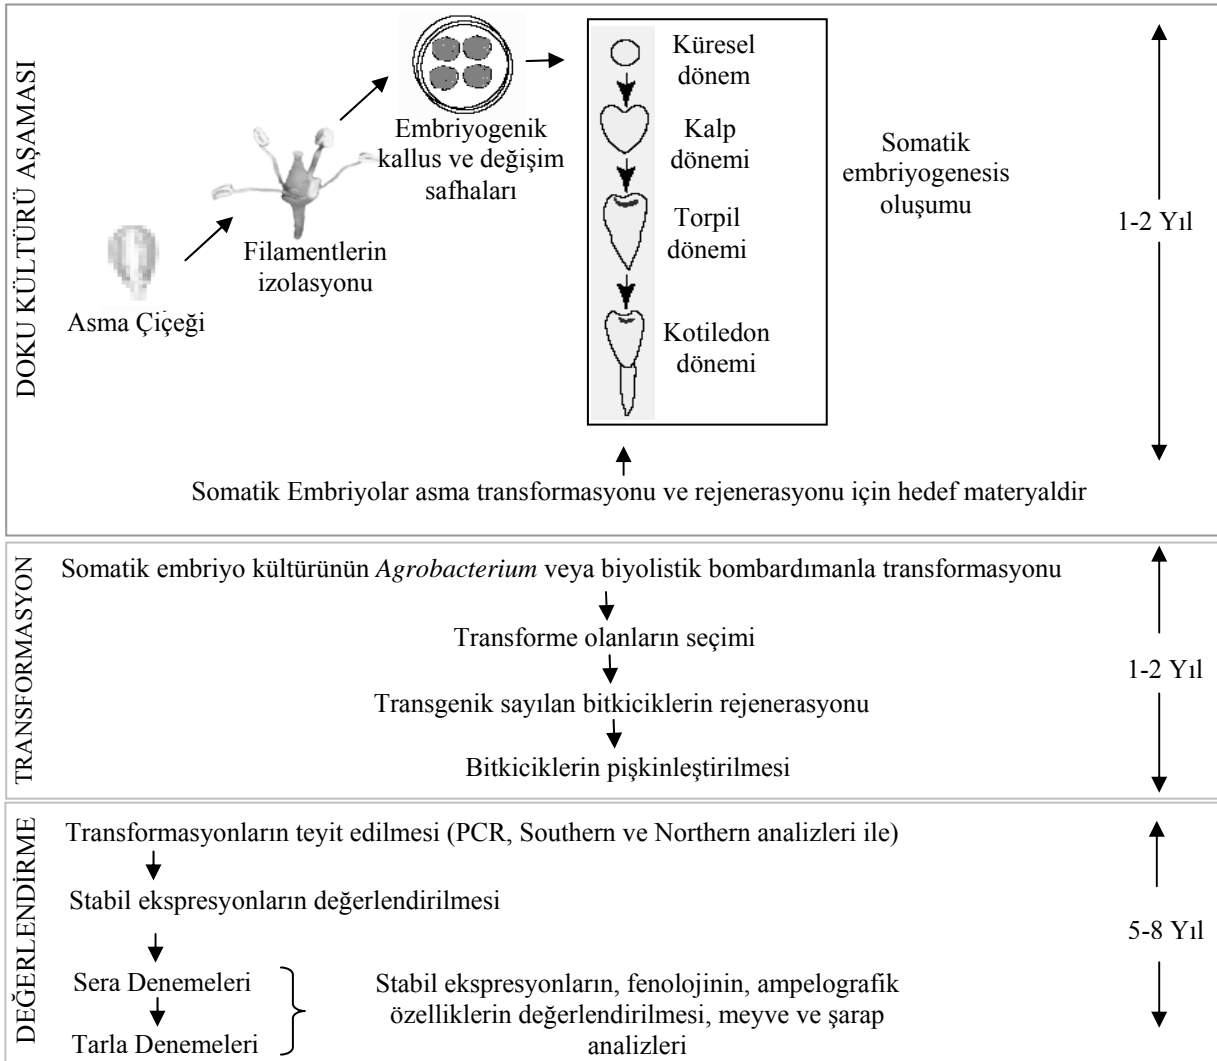 DOKU KÜLTÜRÜ AŞAMASI
Asma Çiçeği
Filamentlerin
izolasyonu
Embriyogenik
kallus ve değişim
safhaları
Küresel
dönem
Kalp
dönemi
Torpil
dönemi
Kotiledon
dönemi
Somatik
embriyogenesis
oluşumu
1-2 Yıl
Somatik Embriyolar asma transformasyonu ve rejenerasyonu için hedef materyaldir
TRANSFORMASYON
Somatik embriyo kültürünün Agrobacterium veya biyolistik bombardımanla transformasyonu
Transforme olanların seçimi
Transgenik sayılan bitkiciklerin rejenerasyonu
Bitkiciklerin pişkinleştirilmesi
1-2 Yıl
DEĞERLENDİRME
Transformasyonların teyit edilmesi (PCR, Southern ve Northern analizleri ile)
Stabil ekspresyonların değerlendirilmesi
Sera Denemeleri
Tarla Denemeleri
Stabil ekspresyonların, fenolojinin, ampelografik
özelliklerin değerlendirilmesi, meyve ve şarap
analizleri
5-8 Yıl